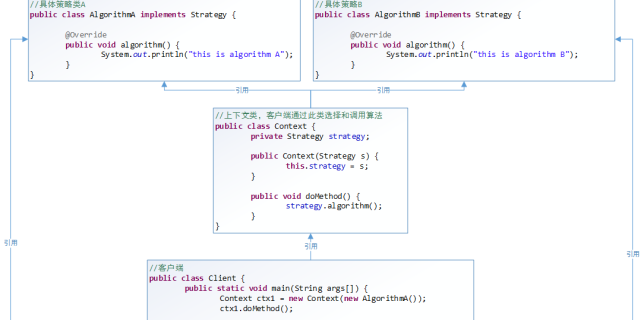 //具体策略类A
public class AlgorithmA implements Strategy {
@Override
public void algorithm() {
System.out.println("this is algorithm A");
}
}
//具体策略B
public class AlgorithmB implements Strategy {
@Override
public void algorithm() {
System.out.println("this is algorithm B");
}
}
引用
引用
//上下文类，客户端通过此类选择和调用算法
public class Context {
private Strategy strategy;
public Context(Strategy s) {
this.strategy = s;
}
public void doMethod() {
strategy.algorithm();
}
}
引用
引用
引用
//客户端
public class Client {
public static void main(String args[]) {
Context ctx1 = new Context(new AlgorithmA());
ctx1.doMethod();